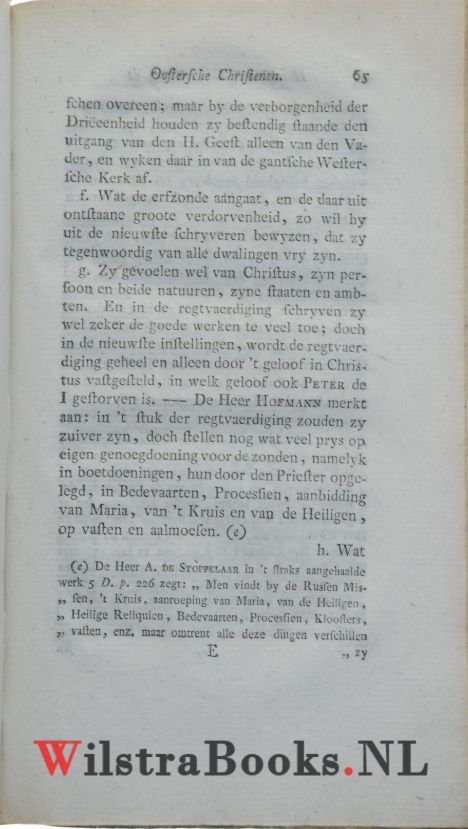 Oostersche Christenen. 65
schen overeen; maar by de verborgenheid der
Drieëenheid houden zy bestendig staande den
uitgang van den H. Geest alleen van den Va-
der, en wyken daar in van de gantsche Wester-
sche Kerk af.
f. Wat de erfzonde aangaat, en de daar uit
ontstaane groote verdorvenheid, zo wil hy
uit de nieuwste schryveren bewyzen, dat zy
tegenwoordig van alle dwalingen vry zyn.
g. Zy gevoelen wel van Christus, zyn per-
soon en beide natuuren, zyne staaten en amb-
ten. En in de regtvaerdiging schryven zy
wel zeker de goede werken te veel toe; doch
in de nieuwste instellingen, wordt de regtvaer-
diging geheel en alleen door 't geloof in Chris-
tus vastgesteld, in welk geloof ook PETER de
I gestorven is. —— De Heer HOFMANN merkt
aan: in 't stuk der regtvaerdiging zouden zy
zuiver zyn, doch stellen nog wat veel prys op
eigen genoegdoening voor de zonden, namelyk
in boetdoeningen, hun door den Priester opge-
legd, in Bedevaarten, Processien, aanbidding
van Maria, van 't Kruis en van de Heiligen,
op vasten en aalmoesen. (e)
h. Wat
(e) De Heer A. DE STOPPELAAR in 't straks aangehaalde
werk 5 D. p. 226 zegt: „ Men vindt by de Russen Mis-
„ sen, 't Kruis, aanroeping van Maria, van de Heiligen,
„ Heilige Reliquien, Bedevaarten, Processien, Kloosters,
„ vasten, enz. maar omtrent alle deze dingen verschillen
E „ zy
WilstraBooks.NL